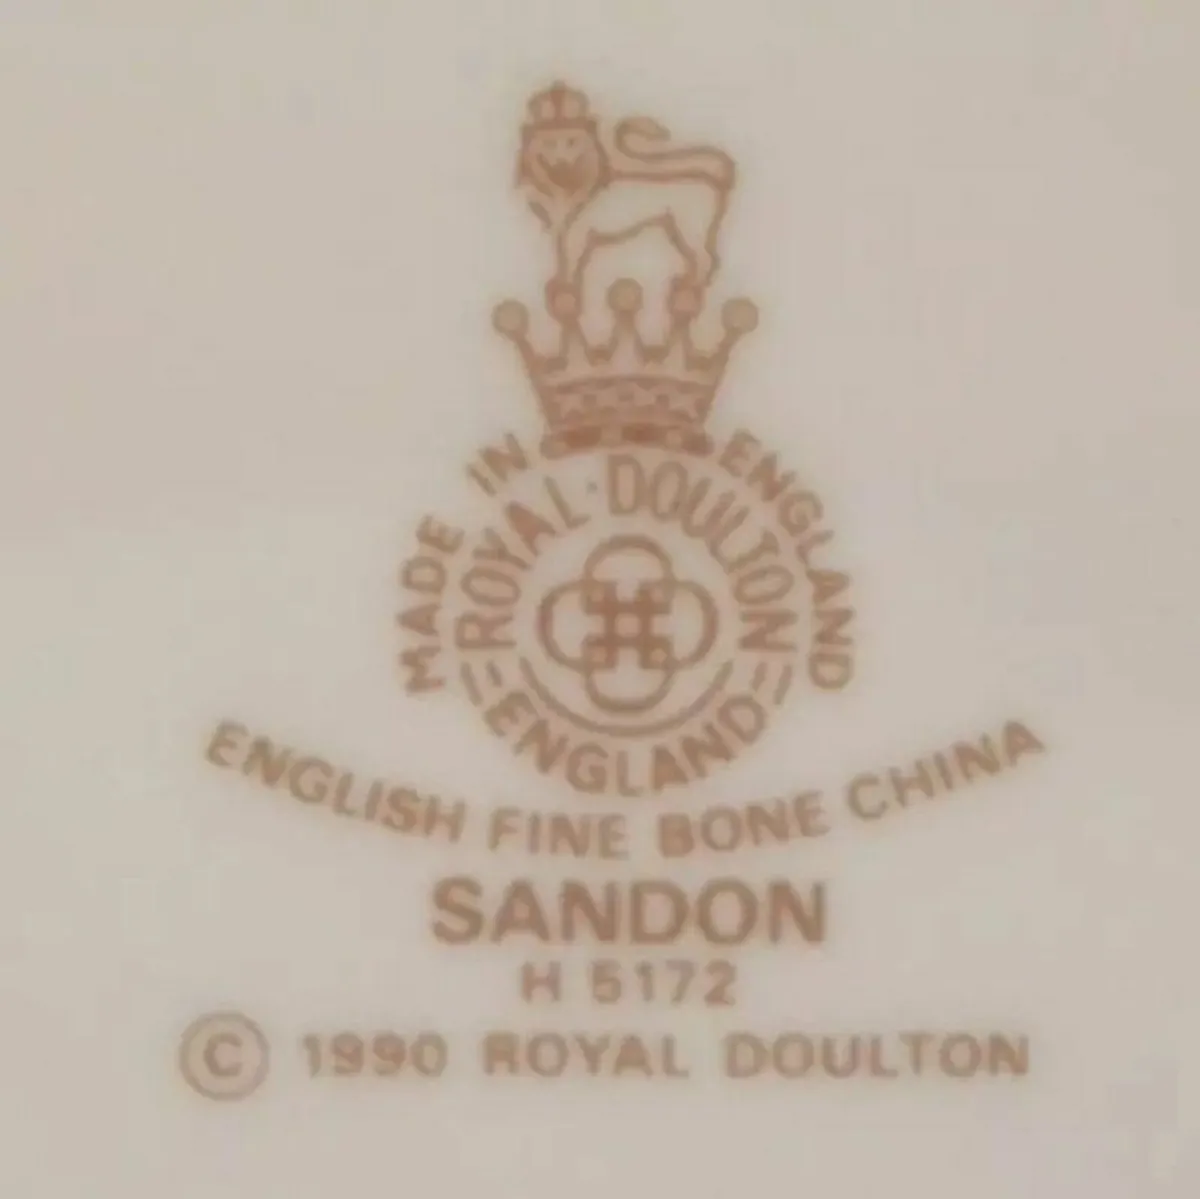 MADE IN ENGLAND
ROYAL · DOULTON
ENGLAND
ENGLISH FINE BONE CHINA
SANDON
H 5172
© 1990 ROYAL DOULTON